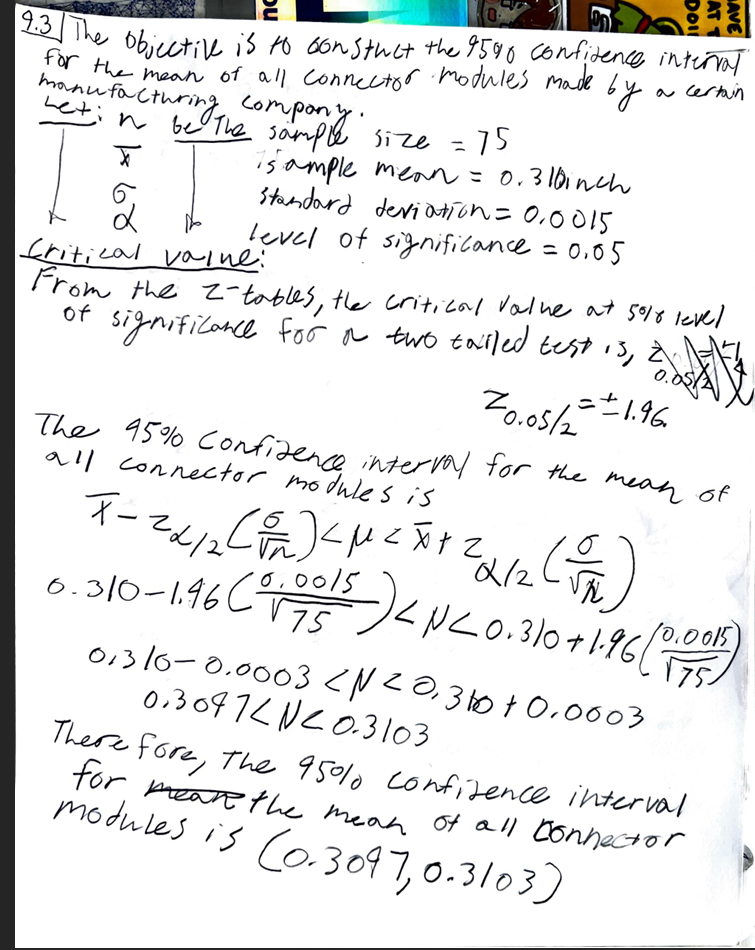 9.3 The objective is to construct the 95% confidence interval
for the mean of all connector modules made by a certain
manufacturing company.
Let: n be the sample size = 75
x̄ sample mean = 0.310inch
σ standard deviation = 0.0015
α level of significance = 0.05
Critical value:
From the z-tables, the critical value at 5% level
of significance for a two tailed test is, z
0.05/2
Z0.05/2 = ±1.96
The 95% confidence interval for the mean of
all connector modules is
x̄ - zα/2 (σ/√n) < μ < x̄ + zα/2 (σ/√n)
0.310-1.96 (0.0015/√75) < μ < 0.310+1.96 (0.0015/√75)
0.310-0.0003 < μ < 0.310 + 0.0003
0.3097 < μ < 0.3103
Therefore, The 95% confidence interval
for mean the mean of all connector
modules is (0.3097, 0.3103)